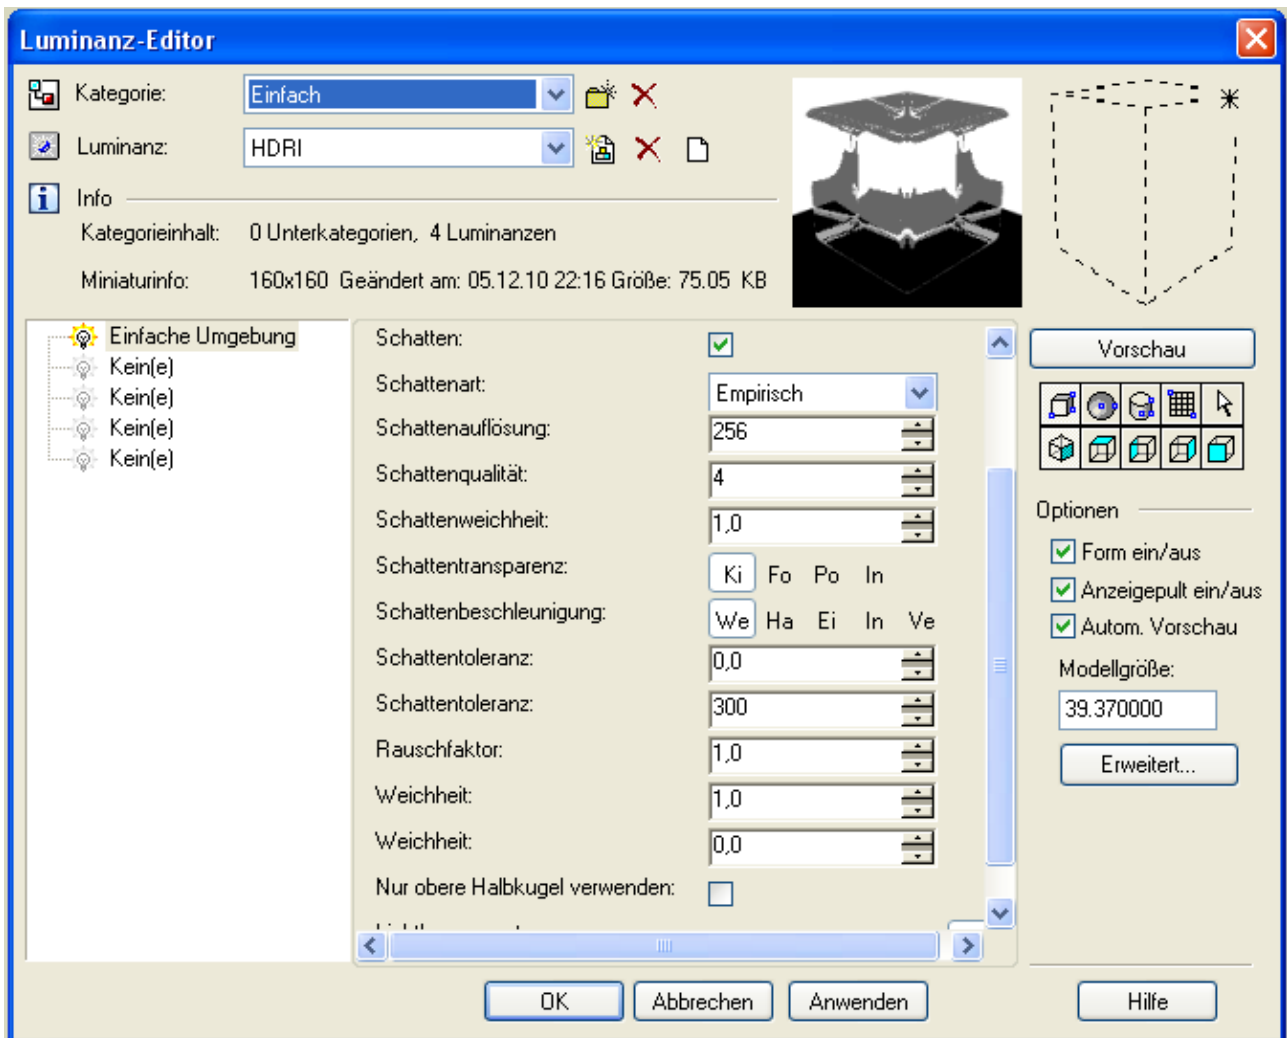 Luminanz-Editor
Kategorie: Einfach
Luminanz: HDRI
Info
Kategorieinhalt: 0 Unterkategorien, 4 Luminanzen
Miniaturinfo: 160x160 Geändert am: 05.12.10 22:16 Größe: 75.05 KB
Einfache Umgebung
Kein(e)
Kein(e)
Kein(e)
Kein(e)
Schatten:
Schattenart: Empirisch
Schattenauflösung: 256
Schattenqualität: 4
Schattenweichheit: 1,0
Schattentransparenz: Ki Fo Po In
Schattenbeschleunigung: We Ha Ei In Ve
Schattentoleranz: 0,0
Schattentoleranz: 300
Rauschfaktor: 1,0
Weichheit: 1,0
Weichheit: 0,0
Nur obere Halbkugel verwenden:
Vorschau
Optionen
Form ein/aus
Anzeigepult ein/aus
Autom. Vorschau
Modellgröße:
39.370000
Erweitert...
OK Abbrechen Anwenden Hilfe